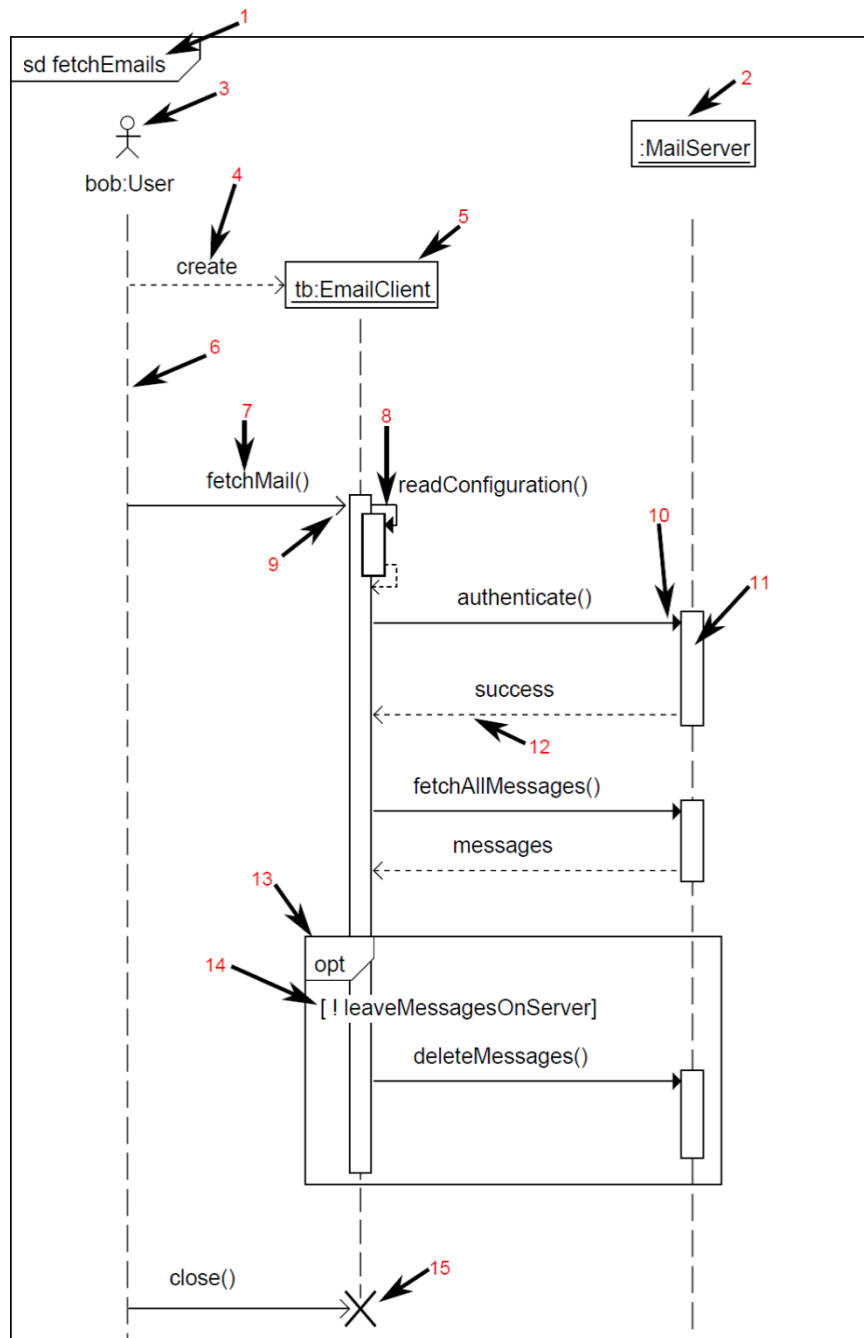 1
sd fetchEmails
3
2
bob:User
:MailServer
4
5
create
tb:EmailClient
6
7
8
fetchMail()
readConfiguration()
9
10
authenticate()
11
success
12
fetchAllMessages()
messages
13
opt
14
[ ! leaveMessagesOnServer]
deleteMessages()
close()
15